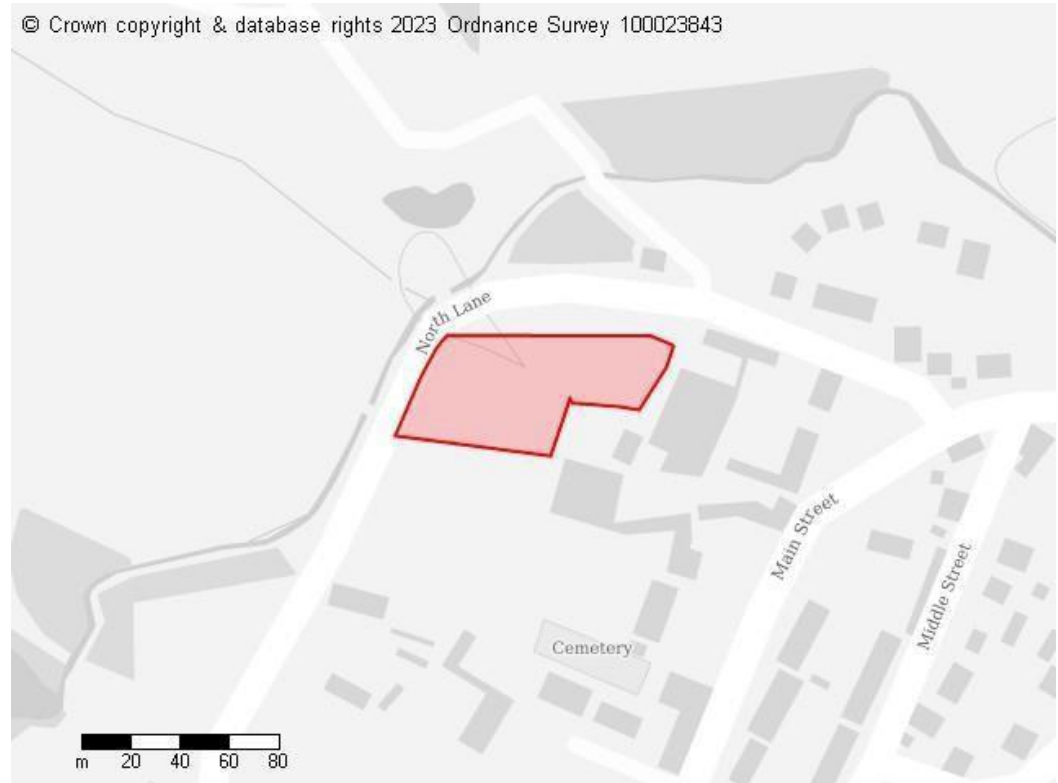 © Crown copyright & database rights 2023 Ordnance Survey 100023843
North Lane
Main Street
Middle Street
Cemetery
m 20 40 60 80